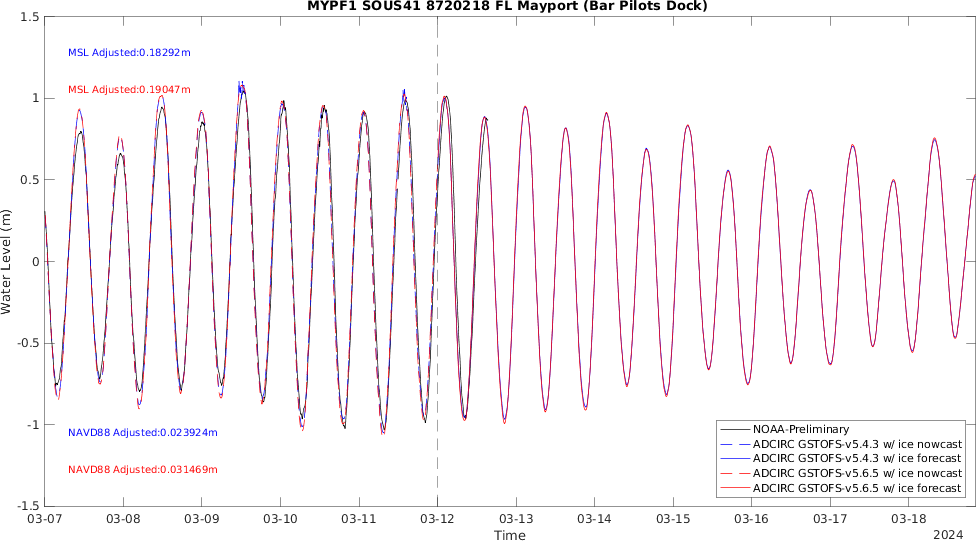 MYPF1 SOUS41 8720218 FL Mayport (Bar Pilots Dock)
1.5
1
0.5
0
-0.5
-1
-1.5
Water Level (m)
MSL Adjusted:0.18292m
MSL Adjusted:0.19047m
NAVD88 Adjusted:0.023924m
NAVD88 Adjusted:0.031469m
NOAA-Preliminary
ADCIRC GSTOFS-v5.4.3 w/ ice nowcast
ADCIRC GSTOFS-v5.4.3 w/ ice forecast
ADCIRC GSTOFS-v5.6.5 w/ ice nowcast
ADCIRC GSTOFS-v5.6.5 w/ ice forecast
03-07 03-08 03-09 03-10 03-11 03-12 03-13 03-14 03-15 03-16 03-17 03-18
Time
2024